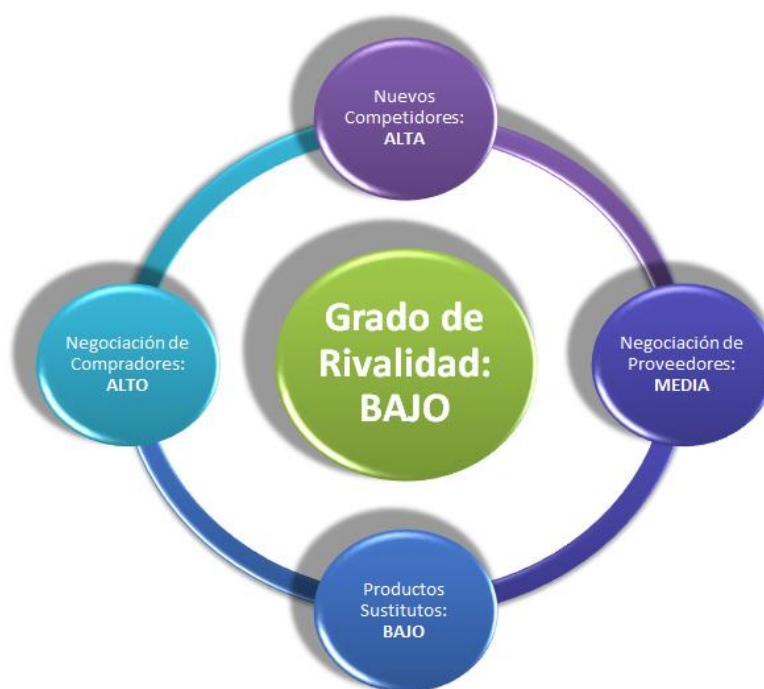 Nuevos
Competidores:
ALTA
Grado de
Rivalidad:
BAJO
Negociación de
Compradores:
ALTO
Negociación de
Proveedores:
MEDIA
Productos
Sustitutos:
BAJO